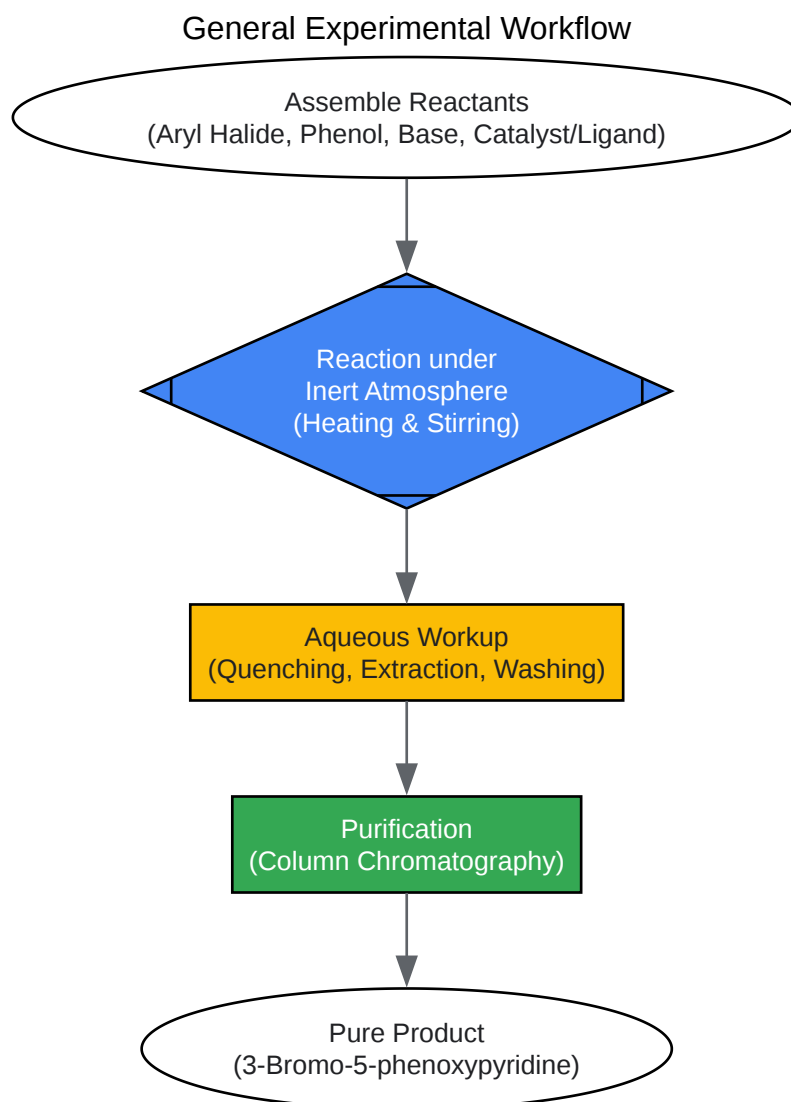 General Experimental Workflow
Assemble Reactants
(Aryl Halide, Phenol, Base, Catalyst/Ligand)
Reaction under
Inert Atmosphere
(Heating & Stirring)
Aqueous Workup
(Quenching, Extraction, Washing)
Purification
(Column Chromatography)
Pure Product
(3-Bromo-5-phenoxypyridine)